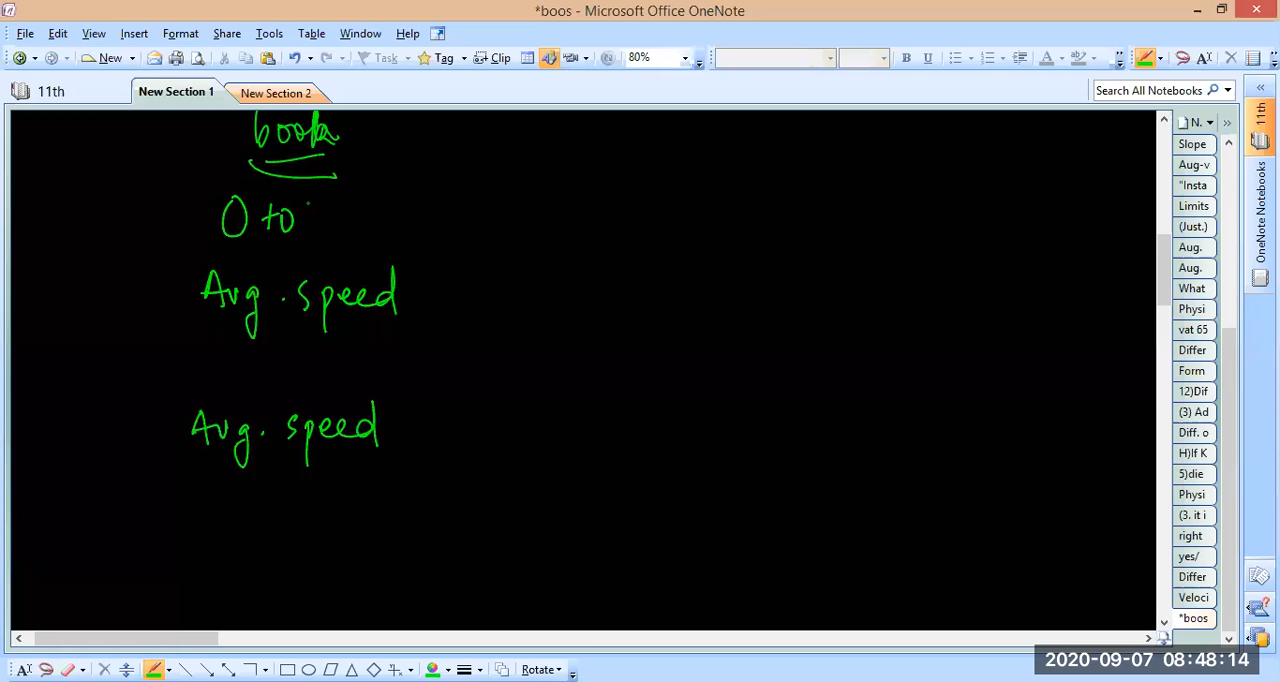 *boos - Microsoft Office OneNote
File Edit View Insert Format Share Tools Table Window Help
New Task Tag Clip 80% B U A ab A
11th New Section 1 New Section 2 Search All Notebooks
book
0 to
Avg. speed
Avg. speed
N.
Slope
Aug-v
"Insta
Limits
(Just.)
Aug.
Aug.
What
Physi
vat 65
Differ
Form
12)Dif
(3) Ad
Diff. o
H)If K
5)die
Physi
(3. it i
right
yes/
Differ
Veloci
*boos
11th
OneNote Notebooks
2020-09-07 08:48:14
A Rotate